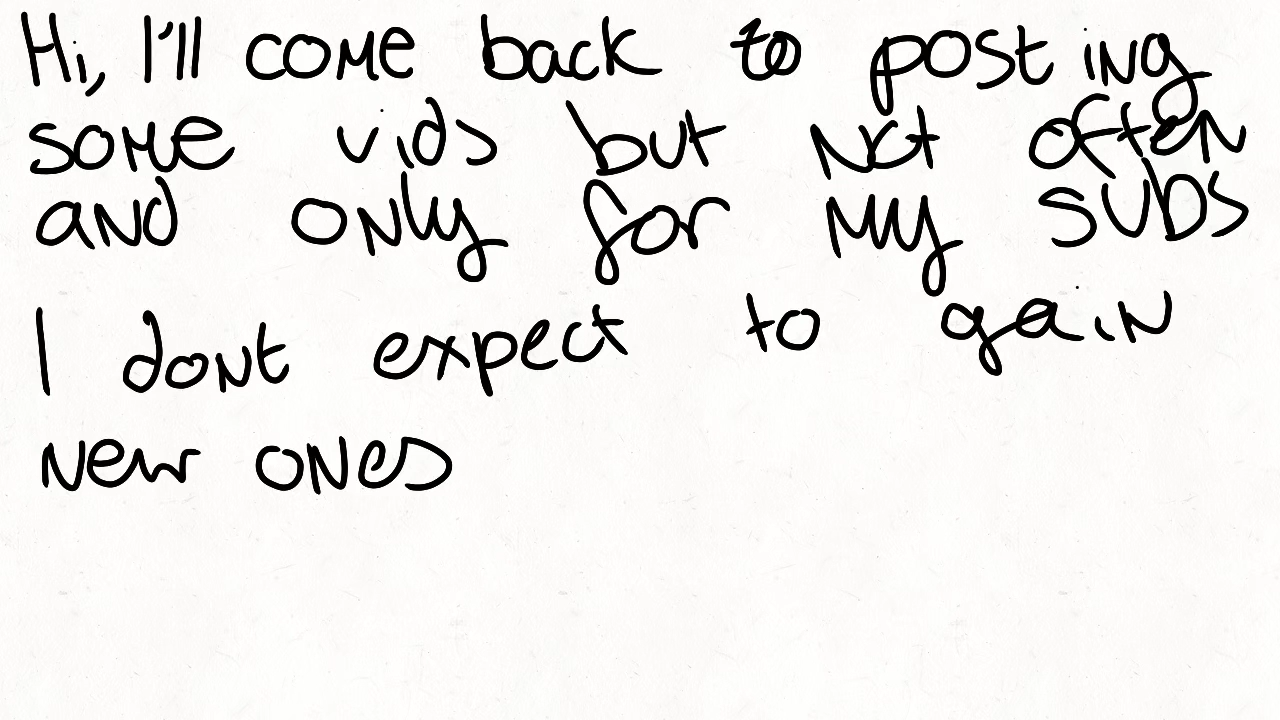 Hi, I'll come back to posting
some vids but not often
and only for my subs
I dont expect to gain
new ones